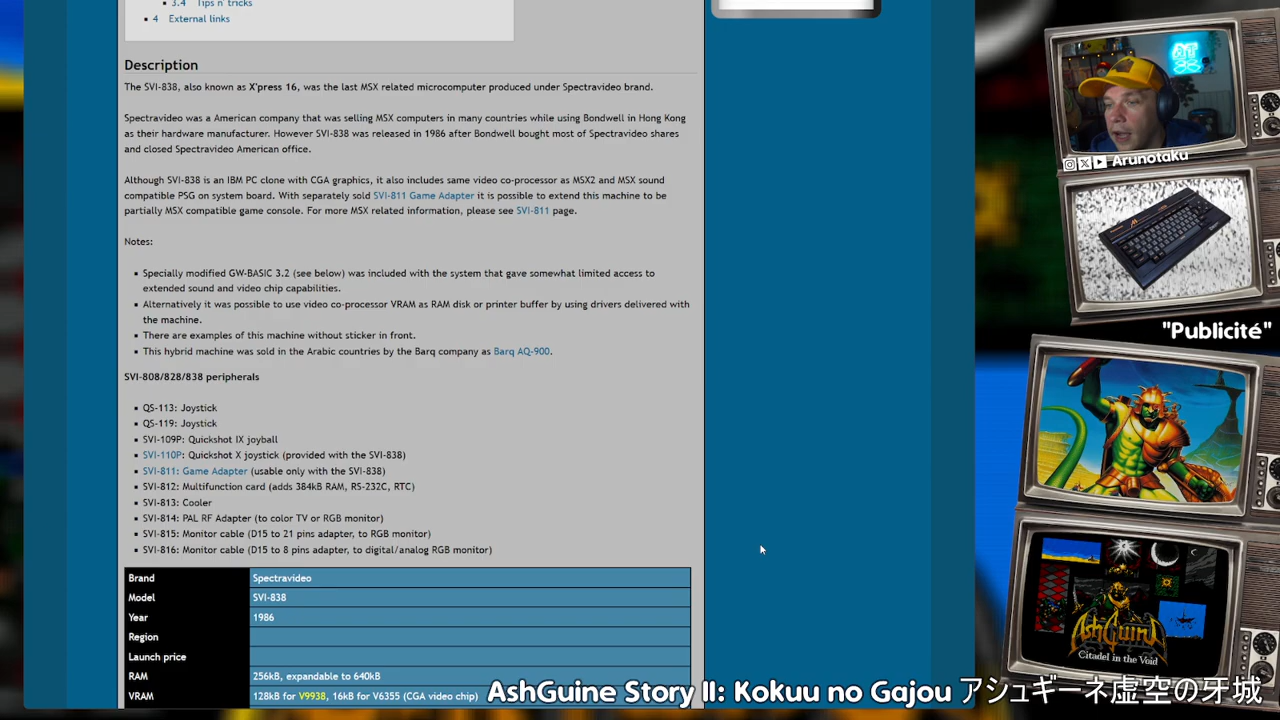 3.4 Tips n' tricks
4 External links
Description
The SVI-838, also known as X'press 16, was the last MSX related microcomputer produced under Spectravideo brand.
Spectravideo was a American company that was selling MSX computers in many countries while using Bondwell in Hong Kong
as their hardware manufacturer. However SVI-838 was released in 1986 after Bondwell bought most of Spectravideo shares
and closed Spectravideo American office.
Although SVI-838 is an IBM PC clone with CGA graphics, it also includes same video co-processor as MSX2 and MSX sound
compatible PSG on system board. With separately sold SVI-811 Game Adapter it is possible to extend this machine to be
partially MSX compatible game console. For more MSX related information, please see SVI-811 page.
Notes:
Specially modified GW-BASIC 3.2 (see below) was included with the system that gave somewhat limited access to
extended sound and video chip capabilities.
Alternatively it was possible to use video co-processor VRAM as RAM disk or printer buffer by using drivers delivered with
the machine.
There are examples of this machine without sticker in front.
This hybrid machine was sold in the Arabic countries by the Barq company as Barq AQ-900.
SVI-808/828/838 peripherals
QS-113: Joystick
QS-119: Joystick
SVI-109P: Quickshot IX joyball
SVI-110P: Quickshot X joystick (provided with the SVI-838)
SVI-811: Game Adapter (usable only with the SVI-838)
SVI-812: Multifunction card (adds 384kB RAM, RS-232C, RTC)
SVI-813: Cooler
SVI-814: PAL RF Adapter (to color TV or RGB monitor)
SVI-815: Monitor cable (D15 to 21 pins adapter, to RGB monitor)
SVI-816: Monitor cable (D15 to 8 pins adapter, to digital/analog RGB monitor)
Brand Spectravideo
Model SVI-838
Year 1986
Region
Launch price
RAM 256kB, expandable to 640kB
VRAM 128kB for V9938, 16kB for V6355 (CGA video chip)
AT
Arunotaku
"Publicité"
AshGuine
Citadel in the Void
AshGuine Story II: Kokuu no Gajou アシュギーネ虚空の牙城